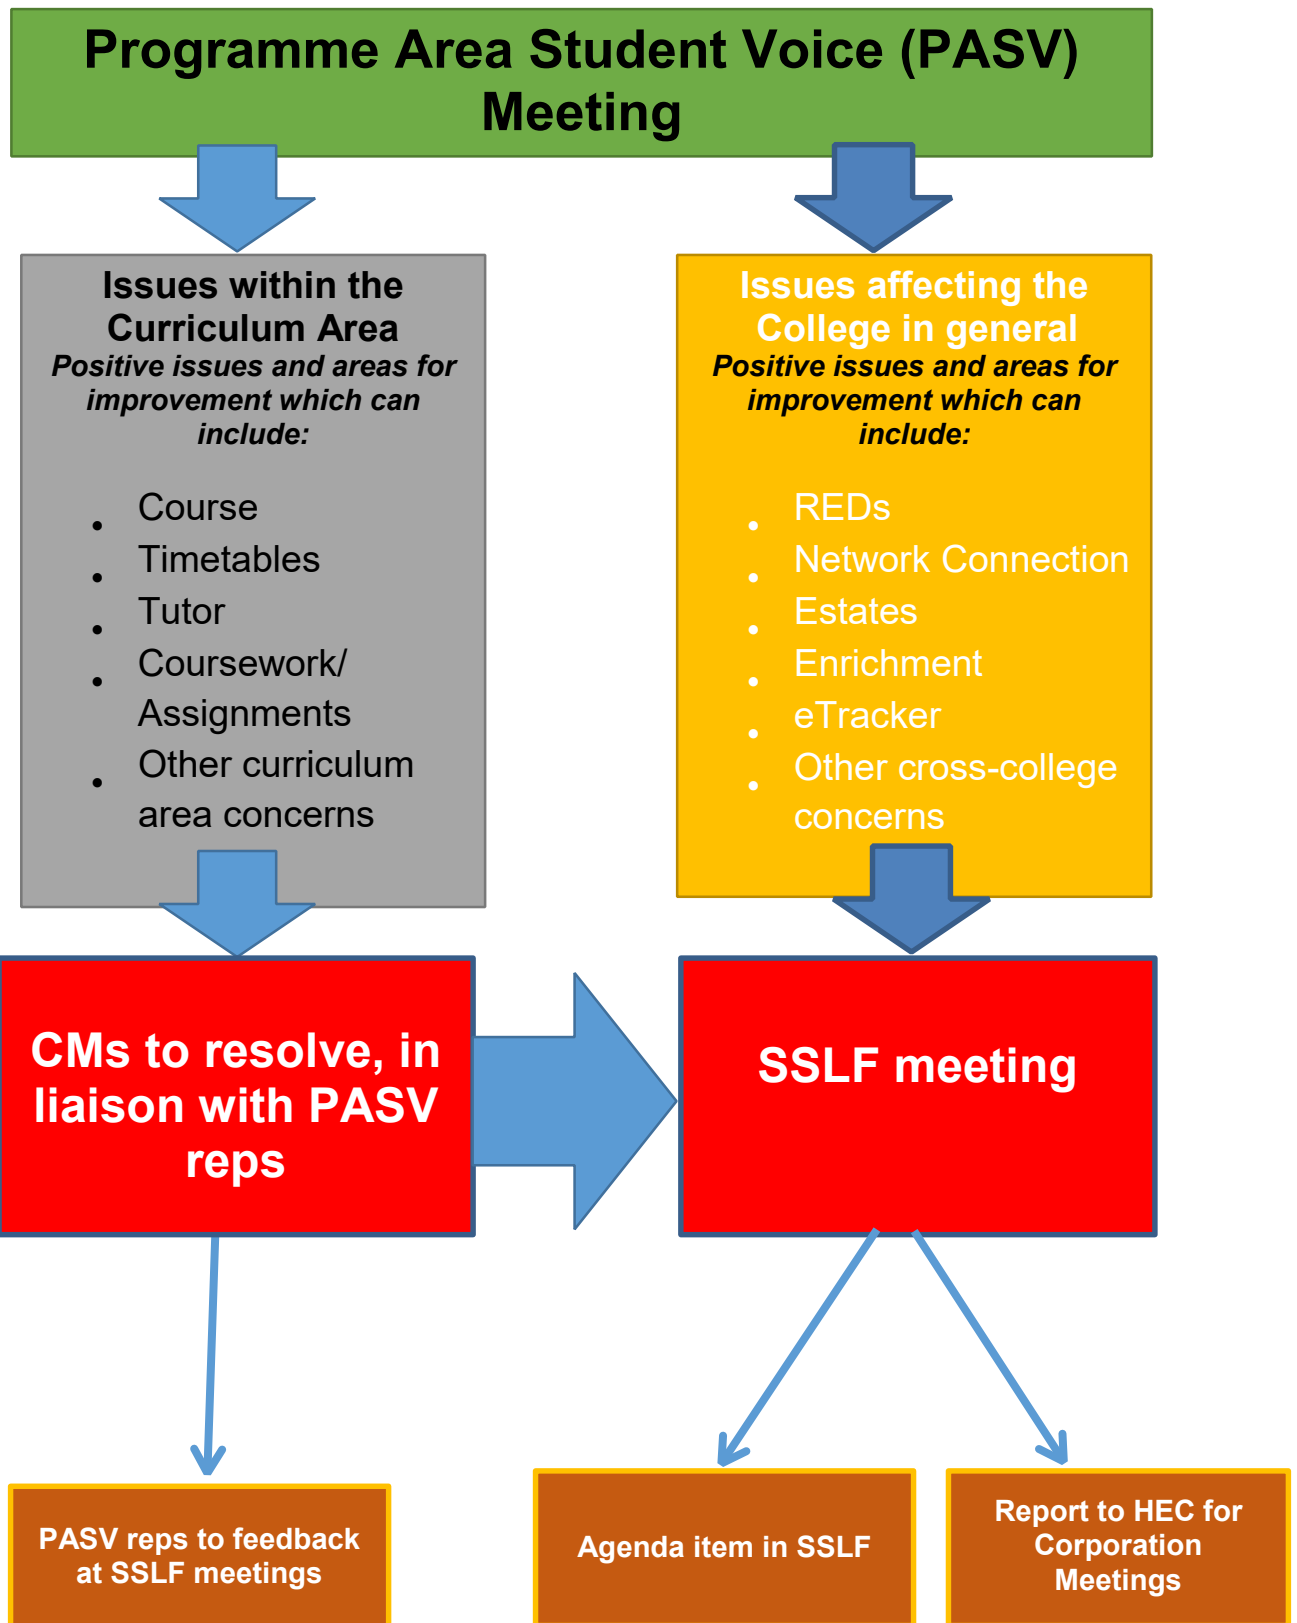 Programme Area Student Voice (PASV)
Meeting
Issues within the
Curriculum Area
Positive issues and areas for
improvement which can
include:
• Course
• Timetables
• Tutor
• Coursework/
Assignments
• Other curriculum
area concerns
Issues affecting the
College in general
Positive issues and areas for
improvement which can
include:
• REDs
• Network Connection
• Estates
• Enrichment
• eTracker
• Other cross-college
concerns
CMs to resolve, in
liaison with PASV
reps
SSLF meeting
PASV reps to feedback
at SSLF meetings
Agenda item in SSLF
Report to HEC for
Corporation
Meetings